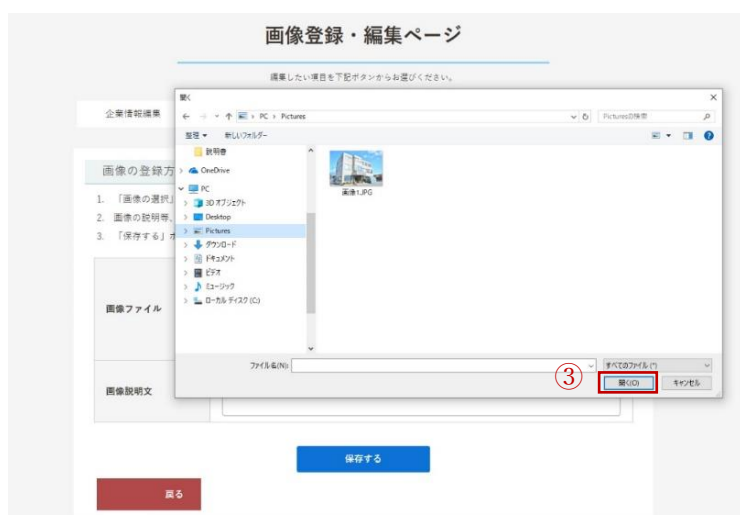 画像登録・編集ページ
編集したい項目を下記ボタンからお選びください。
企業情報編集
画像の登録方
1. 「画像の選択」
2. 画像の説明等、
3. 「保存する」ボ
画像ファイル
画像説明文
開く
PC › Pictures
Picturesの検索
整理 新しいフォルダー
説明書
OneDrive
PC
3D オブジェクト
Desktop
Pictures
ダウンロード
ドキュメント
ビデオ
ミュージック
ローカル ディスク (C:)
画像1.JPG
ファイル名(N):
すべてのファイル (*)
③
開く(O)
キャンセル
保存する
戻る